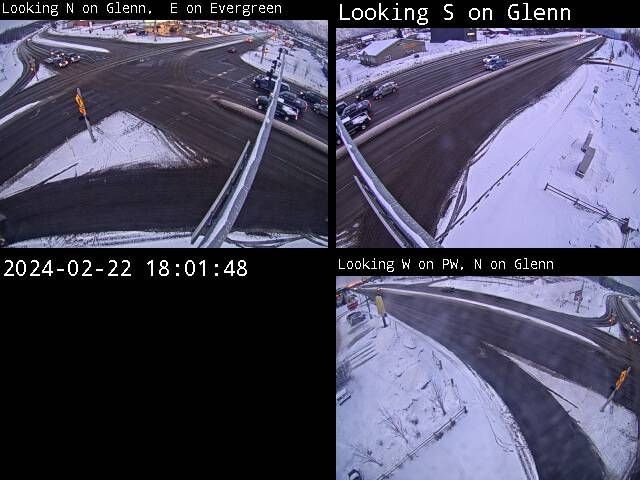 Looking N on Glenn,  E on Evergreen
Looking S on Glenn
2024-02-22 18:01:48
Looking W on PW, N on Glenn